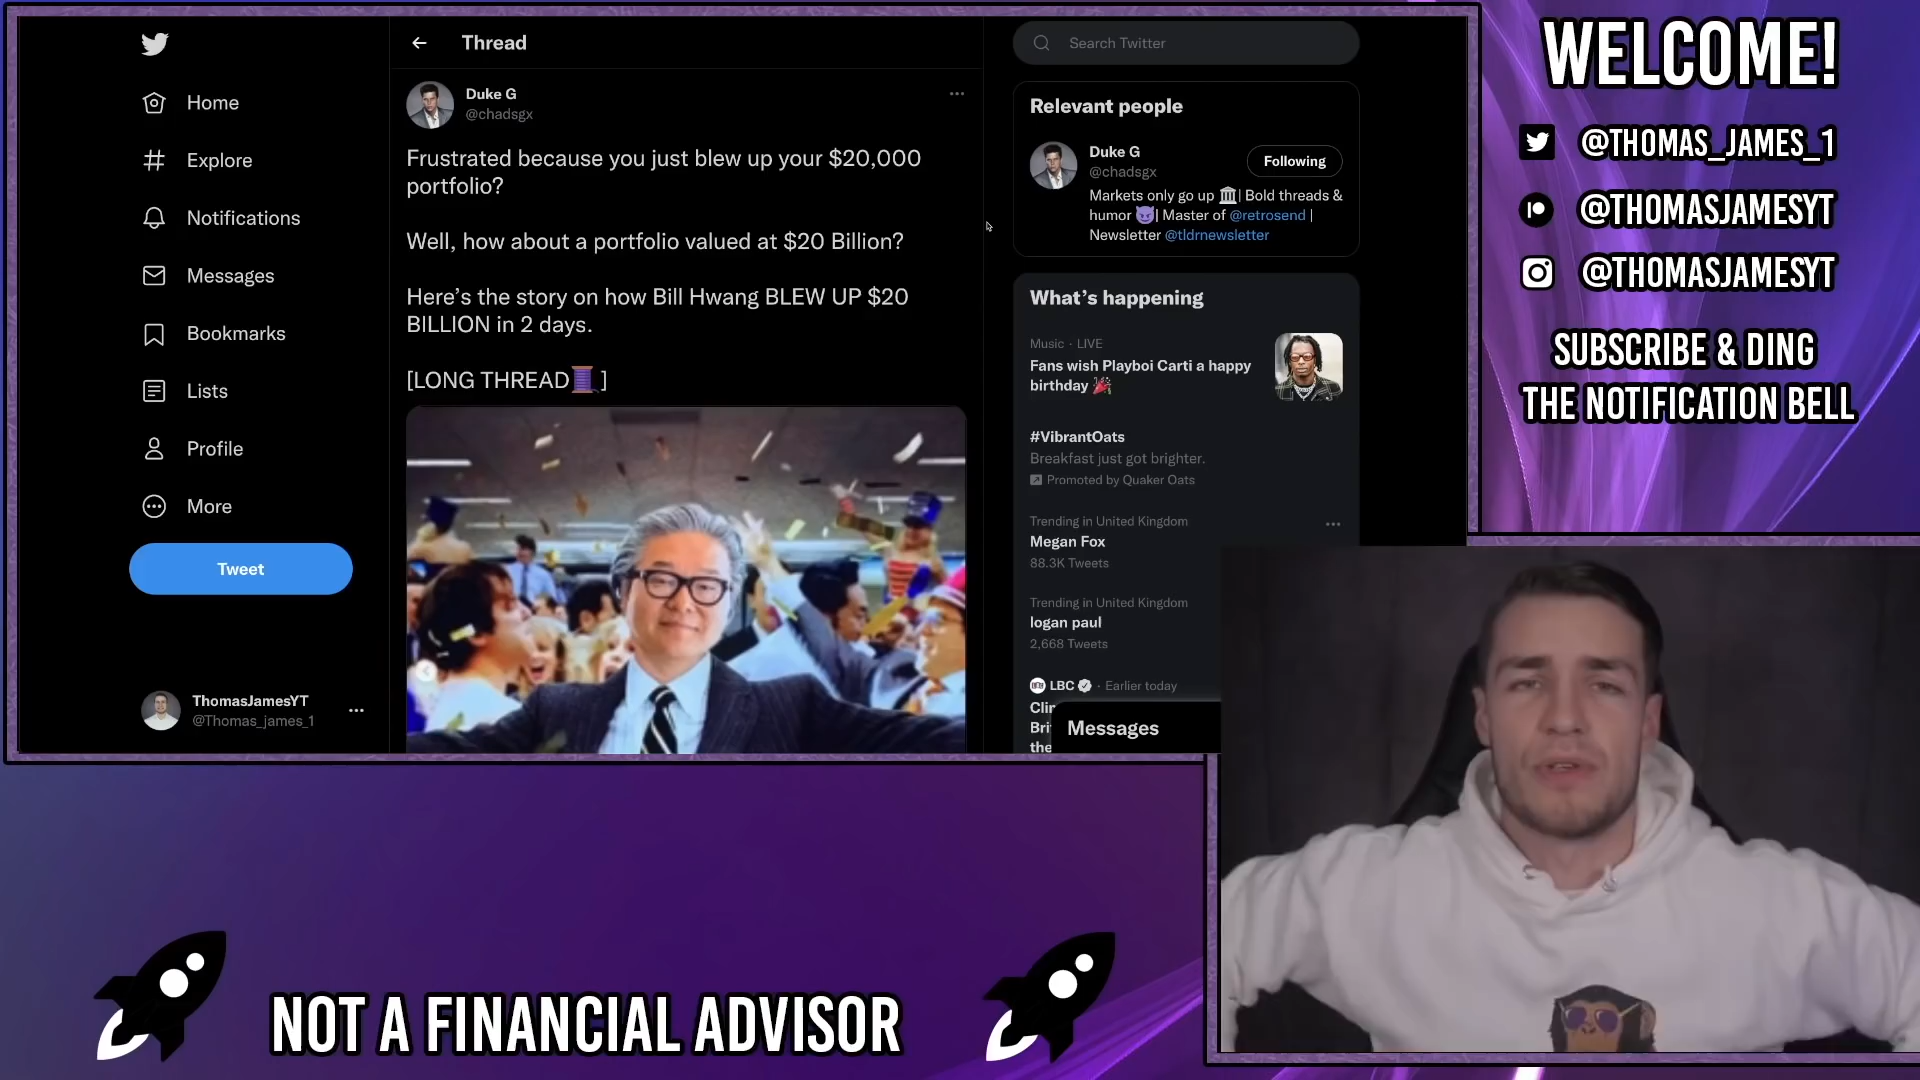 Home
Explore
Notifications
Messages
Bookmarks
Lists
Profile
More
Tweet
ThomasJamesYT
@Thomas_james_1
Thread
Duke G
@chadsgx
Frustrated because you just blew up your $20,000
portfolio?
Well, how about a portfolio valued at $20 Billion?
Here’s the story on how Bill Hwang BLEW UP $20
BILLION in 2 days.
[LONG THREAD🧵]
Search Twitter
Relevant people
Duke G
@chadsgx
Following
Markets only go up 🏛️| Bold threads &
humor 😈| Master of @retrosend |
Newsletter @tldrnewsletter
What’s happening
Music · LIVE
Fans wish Playboi Carti a happy
birthday 🎉
#VibrantOats
Breakfast just got brighter.
Promoted by Quaker Oats
Trending in United Kingdom
Megan Fox
88.3K Tweets
Trending in United Kingdom
logan paul
2,668 Tweets
LBC · Earlier today
Brit
the
Messages
WELCOME!
@THOMAS_JAMES_1
@THOMASJAMESYT
@THOMASJAMESYT
SUBSCRIBE & DING
THE NOTIFICATION BELL
NOT A FINANCIAL ADVISOR